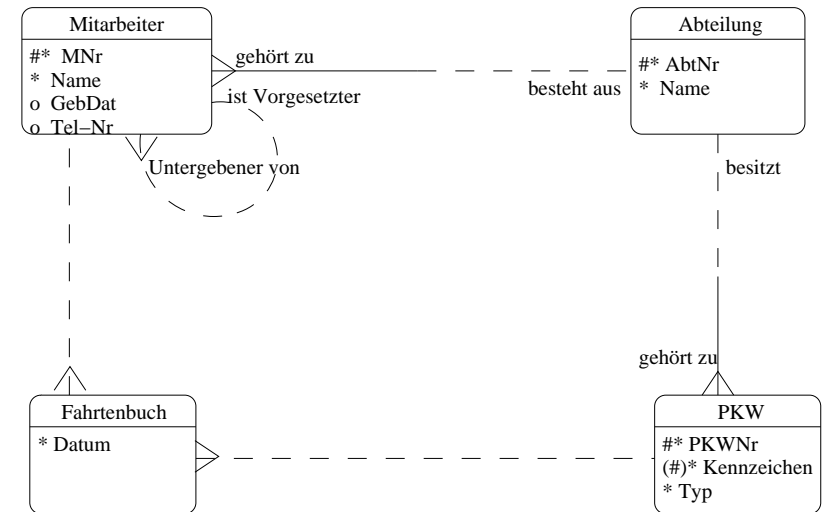 Mitarbeiter
#* MNr
* Name
o GebDat
o Tel–Nr
gehört zu
besteht aus
ist Vorgesetzter
Untergebener von
Abteilung
#* AbtNr
* Name
besitzt
gehört zu
Fahrtenbuch
* Datum
PKW
#* PKWNr
(#)* Kennzeichen
* Typ